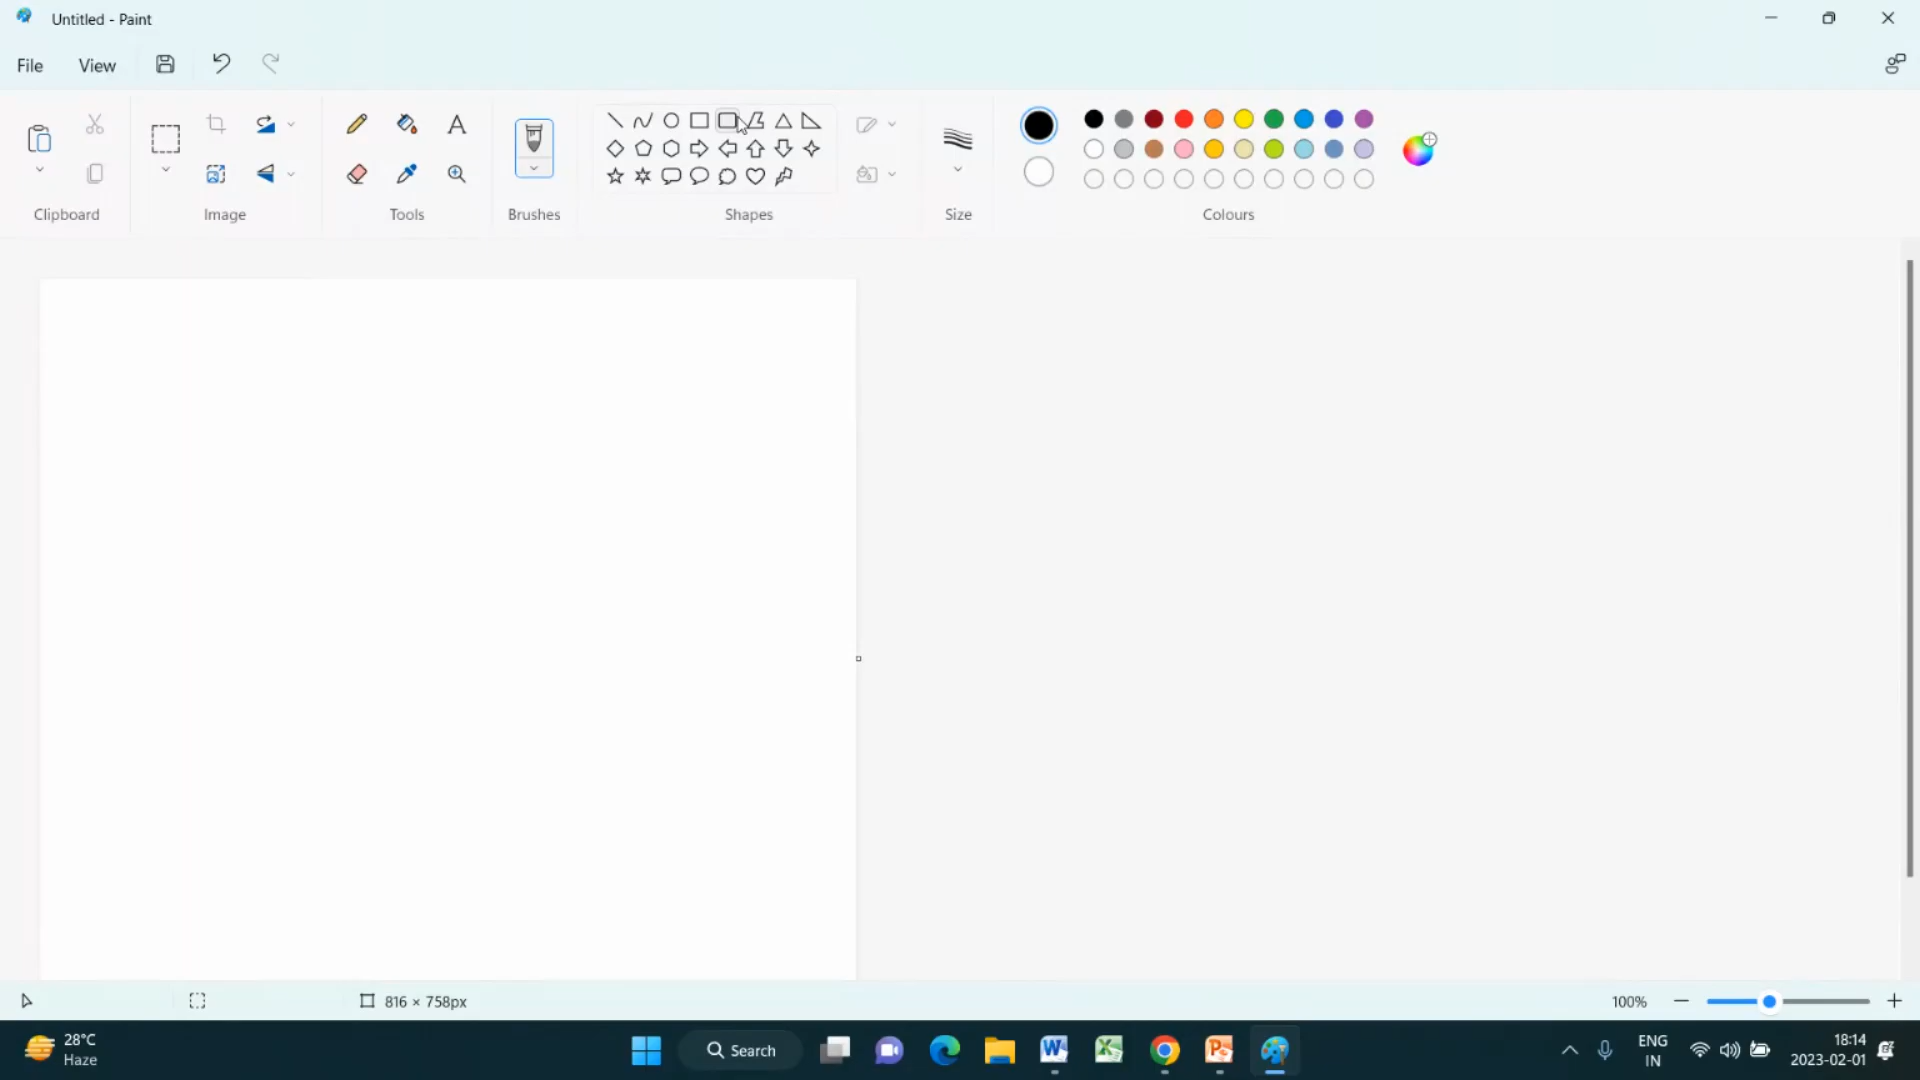 Untitled - Paint
File View
Clipboard Image Tools Brushes Shapes Size Colours
816 × 758px
100%
28°C
Haze
Search
ENG
IN
18:14
2023-02-01